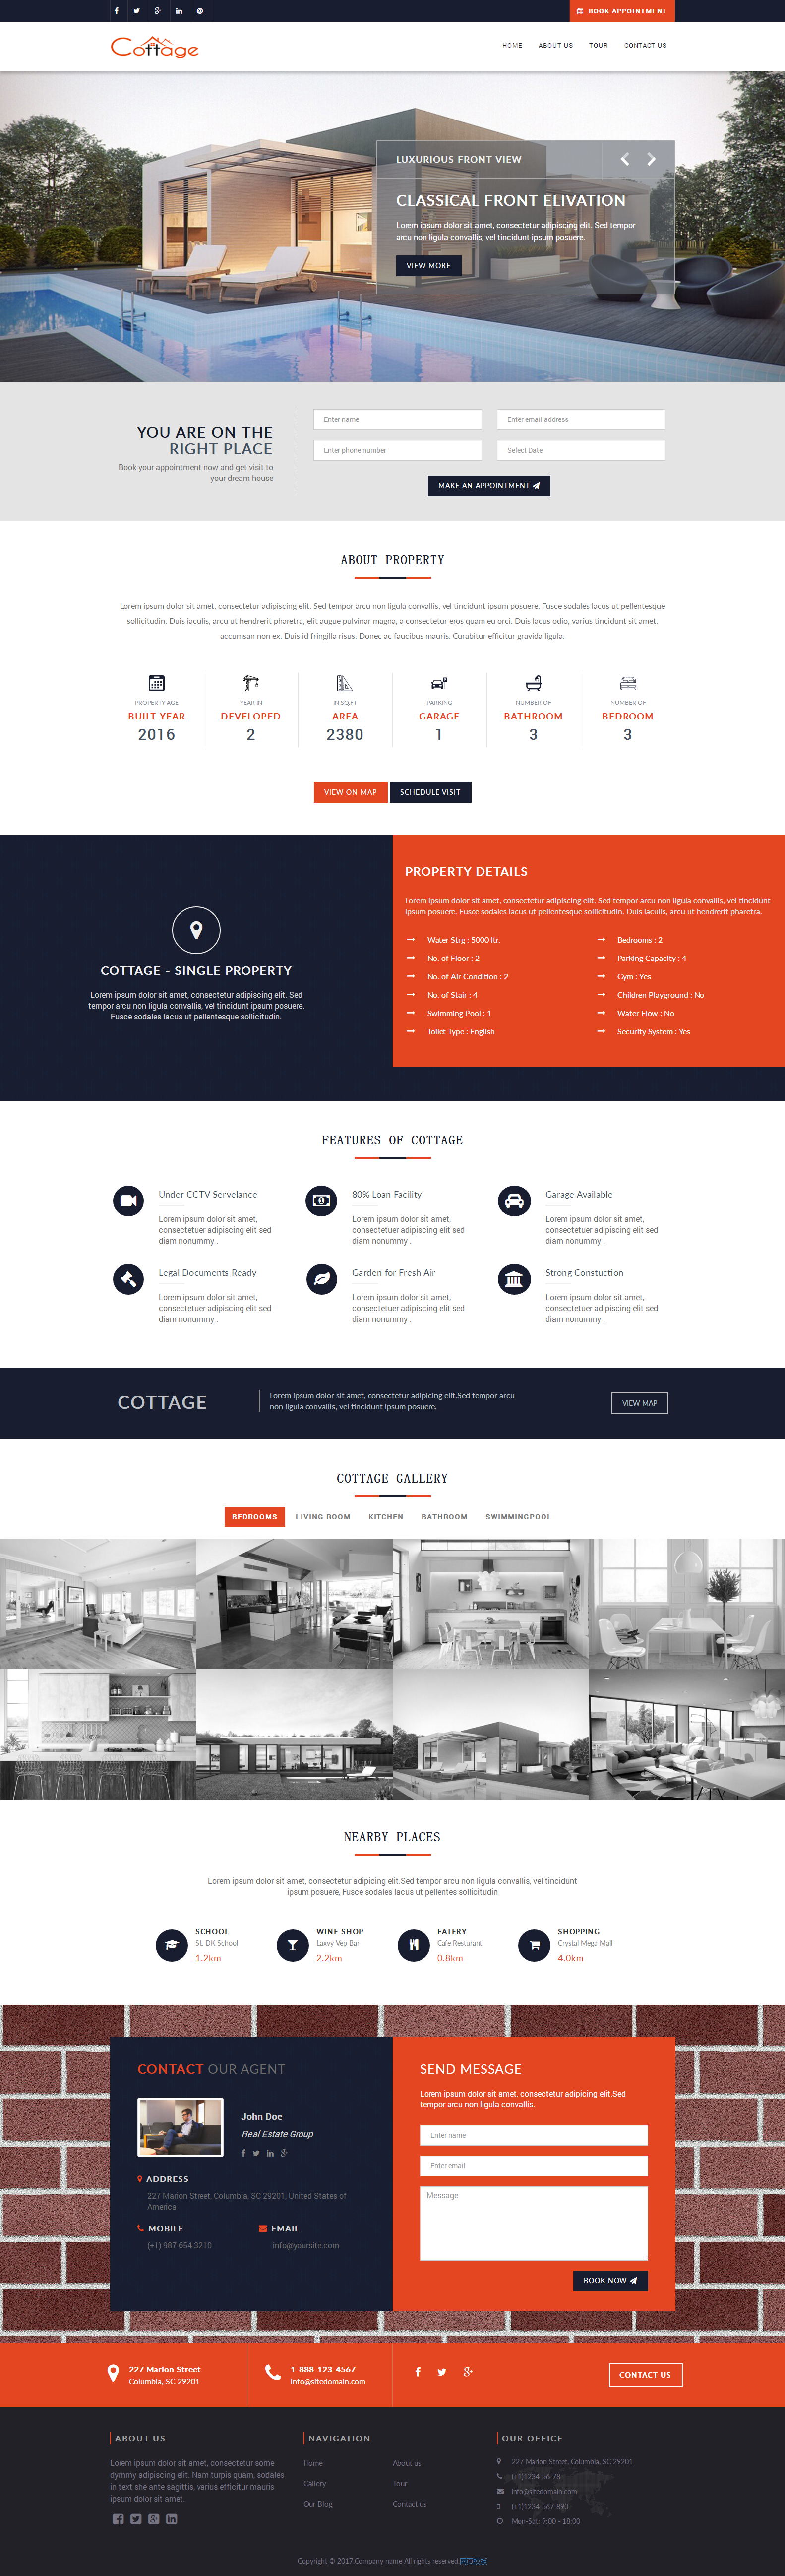 BOOK APPOINTMENT
Cottage
HOME ABOUT US TOUR CONTACT US
LUXURIOUS FRONT VIEW
CLASSICAL FRONT ELIVATION
Lorem ipsum dolor sit amet, consectetur adipiscing elit. Sed tempor
arcu non ligula convallis, vel tincidunt ipsum posuere.
VIEW MORE
YOU ARE ON THE
RIGHT PLACE
Book your appointment now and get visit to
your dream house
Enter name
Enter email address
Enter phone number
Select Date
MAKE AN APPOINTMENT
ABOUT PROPERTY
Lorem ipsum dolor sit amet, consectetur adipiscing elit. Sed tempor arcu non ligula convallis, vel tincidunt ipsum posuere. Fusce sodales lacus ut pellentesque
sollicitudin. Duis iaculis, arcu ut hendrerit pharetra, elit augue pulvinar magna, a consectetur eros quam eu orci. Duis lacus odio, varius tincidunt sit amet,
accumsan non ex. Duis id fringilla risus. Donec ac faucibus mauris. Curabitur efficitur gravida ligula.
PROPERTY AGE
BUILT YEAR
2016
YEAR IN
DEVELOPED
2
IN SQ.FT
AREA
2380
PARKING
GARAGE
1
NUMBER OF
BATHROOM
3
NUMBER OF
BEDROOM
3
VIEW ON MAP
SCHEDULE VISIT
COTTAGE - SINGLE PROPERTY
Lorem ipsum dolor sit amet, consectetur adipiscing elit. Sed
tempor arcu non ligula convallis, vel tincidunt ipsum posuere.
Fusce sodales lacus ut pellentesque sollicitudin.
PROPERTY DETAILS
Lorem ipsum dolor sit amet, consectetur adipiscing elit. Sed tempor arcu non ligula convallis, vel tincidunt
ipsum posuere. Fusce sodales lacus ut pellentesque sollicitudin. Duis iaculis, arcu ut hendrerit pharetra.
Water Strg : 5000 ltr.
No. of Floor : 2
No. of Air Condition : 2
No. of Stair : 4
Swimming Pool : 1
Toilet Type : English
Bedrooms : 2
Parking Capacity : 4
Gym : Yes
Children Playground : No
Water Flow : No
Security System : Yes
FEATURES OF COTTAGE
Under CCTV Servelance
Lorem ipsum dolor sit amet,
consectetuer adipiscing elit sed
diam nonummy .
80% Loan Facility
Lorem ipsum dolor sit amet,
consectetuer adipiscing elit sed
diam nonummy .
Garage Available
Lorem ipsum dolor sit amet,
consectetuer adipiscing elit sed
diam nonummy .
Legal Documents Ready
Lorem ipsum dolor sit amet,
consectetuer adipiscing elit sed
diam nonummy .
Garden for Fresh Air
Lorem ipsum dolor sit amet,
consectetuer adipiscing elit sed
diam nonummy .
Strong Constuction
Lorem ipsum dolor sit amet,
consectetuer adipiscing elit sed
diam nonummy .
COTTAGE
Lorem ipsum dolor sit amet, consectetur adipicing elit.Sed tempor arcu
non ligula convallis, vel tincidunt ipsum posuere.
VIEW MAP
COTTAGE GALLERY
BEDROOMS LIVING ROOM KITCHEN BATHROOM SWIMMINGPOOL
NEARBY PLACES
Lorem ipsum dolor sit amet, consectetur adipicing elit.Sed tempor arcu non ligula convallis, vel tincidunt
ipsum posuere, Fusce sodales lacus ut pellentes sollicitudin
SCHOOL
St. DK School
1.2km
WINE SHOP
Laxvy Vep Bar
2.2km
EATERY
Cafe Resturant
0.8km
SHOPPING
Crystal Mega Mall
4.0km
CONTACT OUR AGENT
John Doe
Real Estate Group
ADDRESS
227 Marion Street, Columbia, SC 29201, United States of
America
MOBILE
(+1) 987-654-3210
EMAIL
info@yoursite.com
SEND MESSAGE
Lorem ipsum dolor sit amet, consectetur adipicing elit.Sed
tempor arcu non ligula convallis.
Enter name
Enter email
Message
BOOK NOW
227 Marion Street
Columbia, SC 29201
1-888-123-4567
info@sitedomain.com
CONTACT US
ABOUT US
Lorem ipsum dolor sit amet, consectetur some
dymmy adipiscing elit. Nam turpis quam, sodales
in text she ante sagittis, varius efficitur mauris
ipsum dolor sit amet.
NAVIGATION
Home
About us
Gallery
Tour
Our Blog
Contact us
OUR OFFICE
227 Marion Street, Columbia, SC 29201
(+1)1234-56-78
info@sitedomain.com
(+1)1234-567-890
Mon-Sat: 9:00 - 18:00
Copyright © 2017.Company name All rights reserved.网页模板